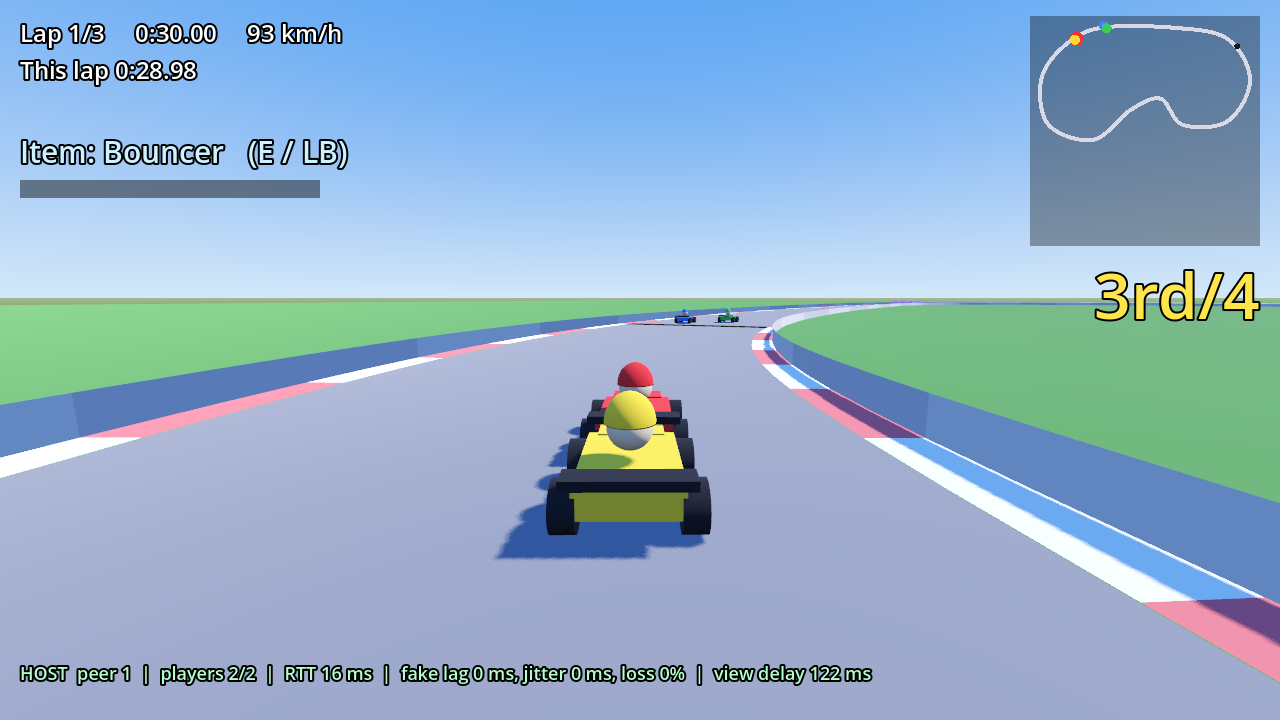 Lap 1/3 0:30.00 93 km/h
This lap 0:28.98
Item: Bouncer (E / LB)
3rd/4
HOST peer 1 | players 2/2 | RTT 16 ms | fake lag 0 ms, jitter 0 ms, loss 0% | view delay 122 ms